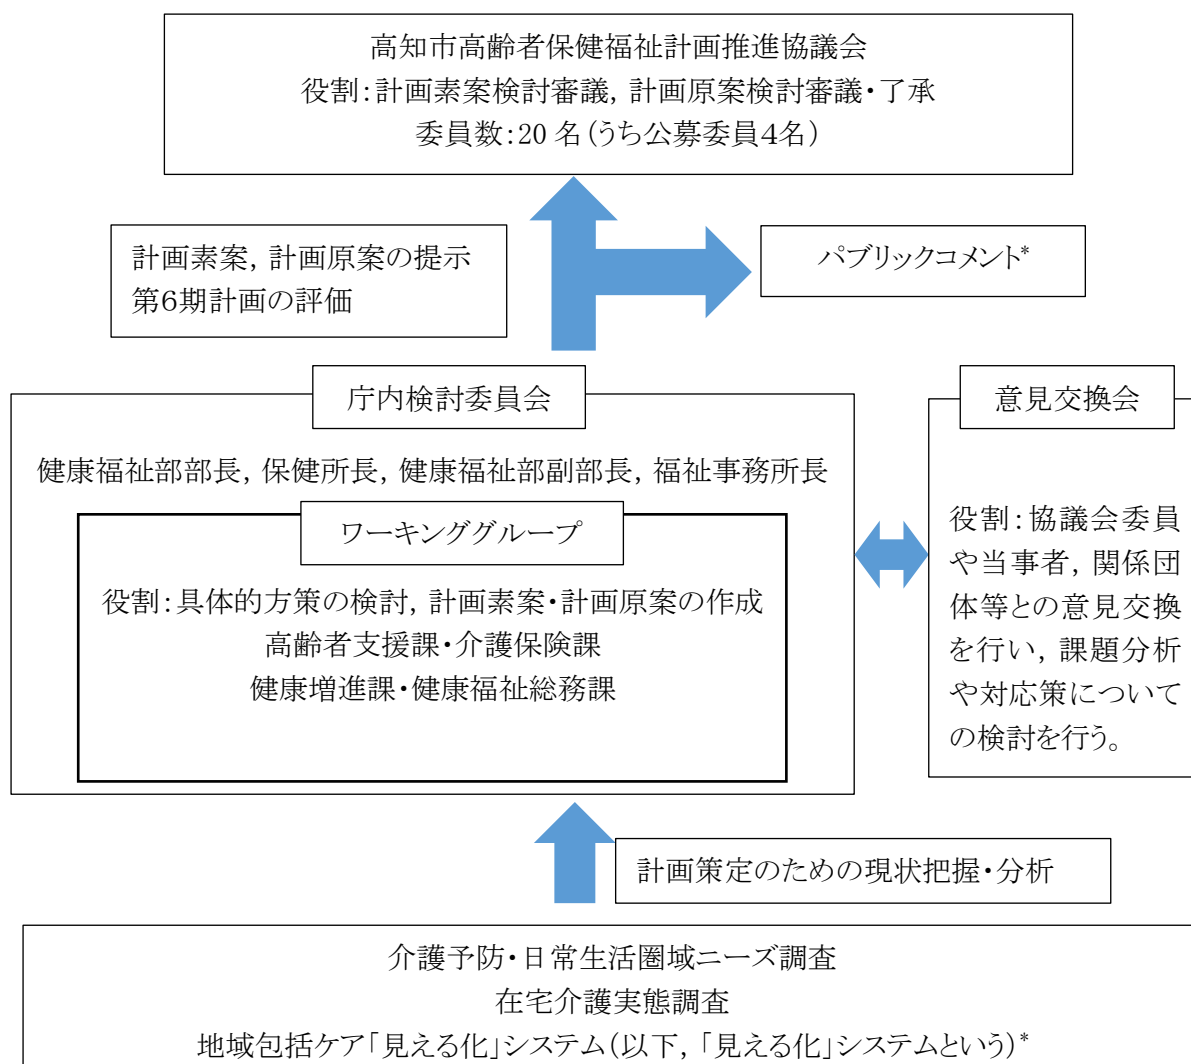 高知市高齢者保健福祉計画推進協議会
役割：計画素案検討審議，計画原案検討審議・了承
委員数：20 名（うち公募委員４名）
計画素案，計画原案の提示
第６期計画の評価
パブリックコメント*
庁内検討委員会
健康福祉部部長，保健所長，健康福祉部副部長，福祉事務所長
ワーキンググループ
役割：具体的方策の検討，計画素案・計画原案の作成
高齢者支援課・介護保険課
健康増進課・健康福祉総務課
意見交換会
役割：協議会委員
や当事者，関係団
体等との意見交換
を行い，課題分析
や対応策について
の検討を行う。
計画策定のための現状把握・分析
介護予防・日常生活圏域ニーズ調査
在宅介護実態調査
地域包括ケア「見える化」システム（以下，「見える化」システムという）*